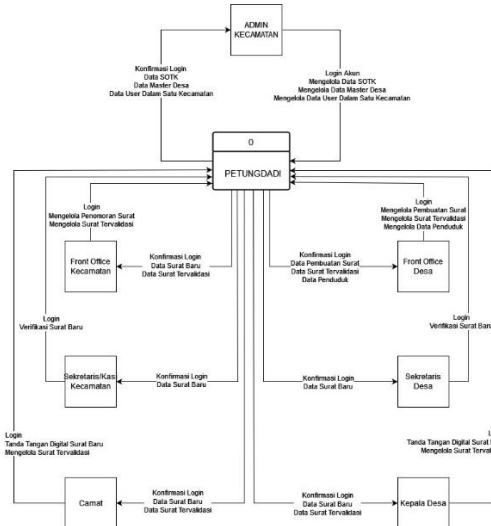 ADMIN
KECAMATAN
Konfirmasi Login
Data SOTK
Data Master Desa
Data User Dalam Satu Kecamatan
Login Akun
Mengelola Data SOTK
Mengelola Data Master Desa
Mengelola Data User Dalam Satu Kecamatan
0
PETUNGDADI
Login
Mengelola Penomoran Surat
Mengelola Surat Tervalidasi
Login
Mengelola Pembuatan Surat
Mengelola Surat Tervalidasi
Mengelola Data Penduduk
Front Office
Kecamatan
Konfirmasi Login
Data Surat Baru
Data Surat Tervalidasi
Konfirmasi Login
Data Pembuatan Surat
Data Surat Tervalidasi
Data Penduduk
Front Office
Desa
Login
Verifikasi Surat Baru
Login
Verifikasi Surat Baru
Sekretaris/Kas
Kecamatan
Konfirmasi Login
Data Surat Baru
Konfirmasi Login
Data Surat Baru
Sekretaris
Desa
Login
Tanda Tangan Digital Surat Baru
Mengelola Surat Tervalidasi
L
Tanda Tangan Digital Surat
Mengelola Surat Terval
Camat
Konfirmasi Login
Data Surat Baru
Data Surat Tervalidasi
Konfirmasi Login
Data Surat Baru
Data Surat Tervalidasi
Kepala Desa